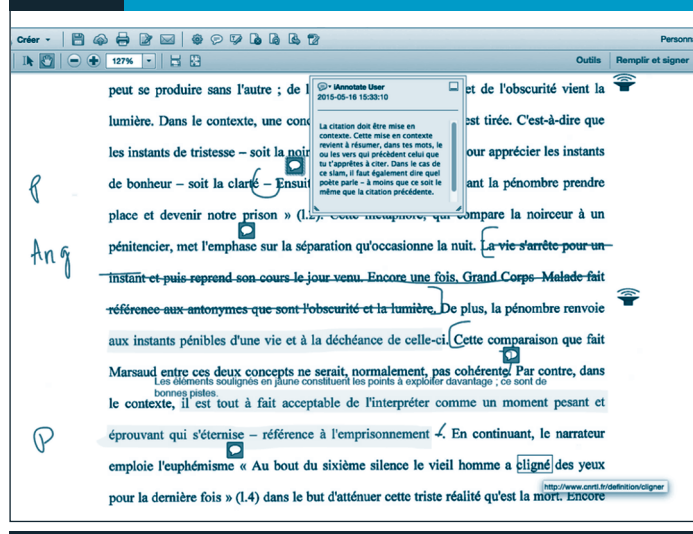 Créer
Personn
127%
Outils Remplir et signer
iAnnotate User
2015-05-16 15:33:10
La citation doit être mise en
contexte. Cette mise en contexte
revient à résumer, dans tes mots, le
ou les vers qui précèdent celui que
tu t'apprêtes à citer. Dans le cas de
ce slam, il faut également dire quel
poète parle – à moins que ce soit le
même que la citation précédente.
peut se produire sans l'autre ; de l et de l'obscurité vient la
lumière. Dans le contexte, une conc est tirée. C'est-à-dire que
les instants de tristesse – soit la noir our apprécier les instants
P de bonheur – soit la clarté – Ensui ant la pénombre prendre
place et devenir notre prison » (l.2). Cette métaphore, qui compare la noirceur à un
Ang pénitencier, met l'emphase sur la séparation qu'occasionne la nuit. La vie s'arrête pour un
instant et puis reprend son cours le jour venu. Encore une fois, Grand Corps Malade fait
référence aux antonymes que sont l'obscurité et la lumière. De plus, la pénombre renvoie
aux instants pénibles d'une vie et à la déchéance de celle-ci. Cette comparaison que fait
Marsaud entre ces deux concepts ne serait, normalement, pas cohérente. Par contre, dans
Les éléments soulignés en jaune constituent les points à exploiter davantage ; ce sont de
bonnes pistes.
le contexte, il est tout à fait acceptable de l'interpréter comme un moment pesant et
P éprouvant qui s'éternise – référence à l'emprisonnement . En continuant, le narrateur
emploie l'euphémisme « Au bout du sixième silence le vieil homme a cligné des yeux
http://www.cnrtl.fr/definition/cligner
pour la dernière fois » (l.4) dans le but d'atténuer cette triste réalité qu'est la mort. Encore